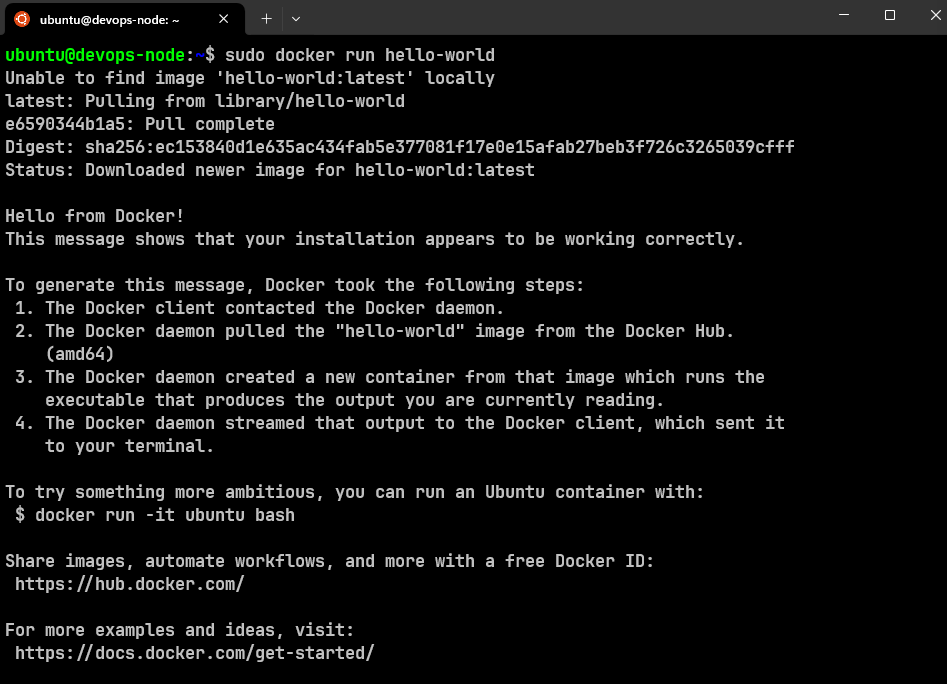 ubuntu@devops-node: ~
ubuntu@devops-node:~$ sudo docker run hello-world
Unable to find image 'hello-world:latest' locally
latest: Pulling from library/hello-world
e6590344b1a5: Pull complete
Digest: sha256:ec153840d1e635ac434fab5e377081f17e0e15afab27beb3f726c3265039cfff
Status: Downloaded newer image for hello-world:latest

Hello from Docker!
This message shows that your installation appears to be working correctly.

To generate this message, Docker took the following steps:
 1. The Docker client contacted the Docker daemon.
 2. The Docker daemon pulled the "hello-world" image from the Docker Hub.
    (amd64)
 3. The Docker daemon created a new container from that image which runs the
    executable that produces the output you are currently reading.
 4. The Docker daemon streamed that output to the Docker client, which sent it
    to your terminal.

To try something more ambitious, you can run an Ubuntu container with:
 $ docker run -it ubuntu bash

Share images, automate workflows, and more with a free Docker ID:
 https://hub.docker.com/

For more examples and ideas, visit:
 https://docs.docker.com/get-started/